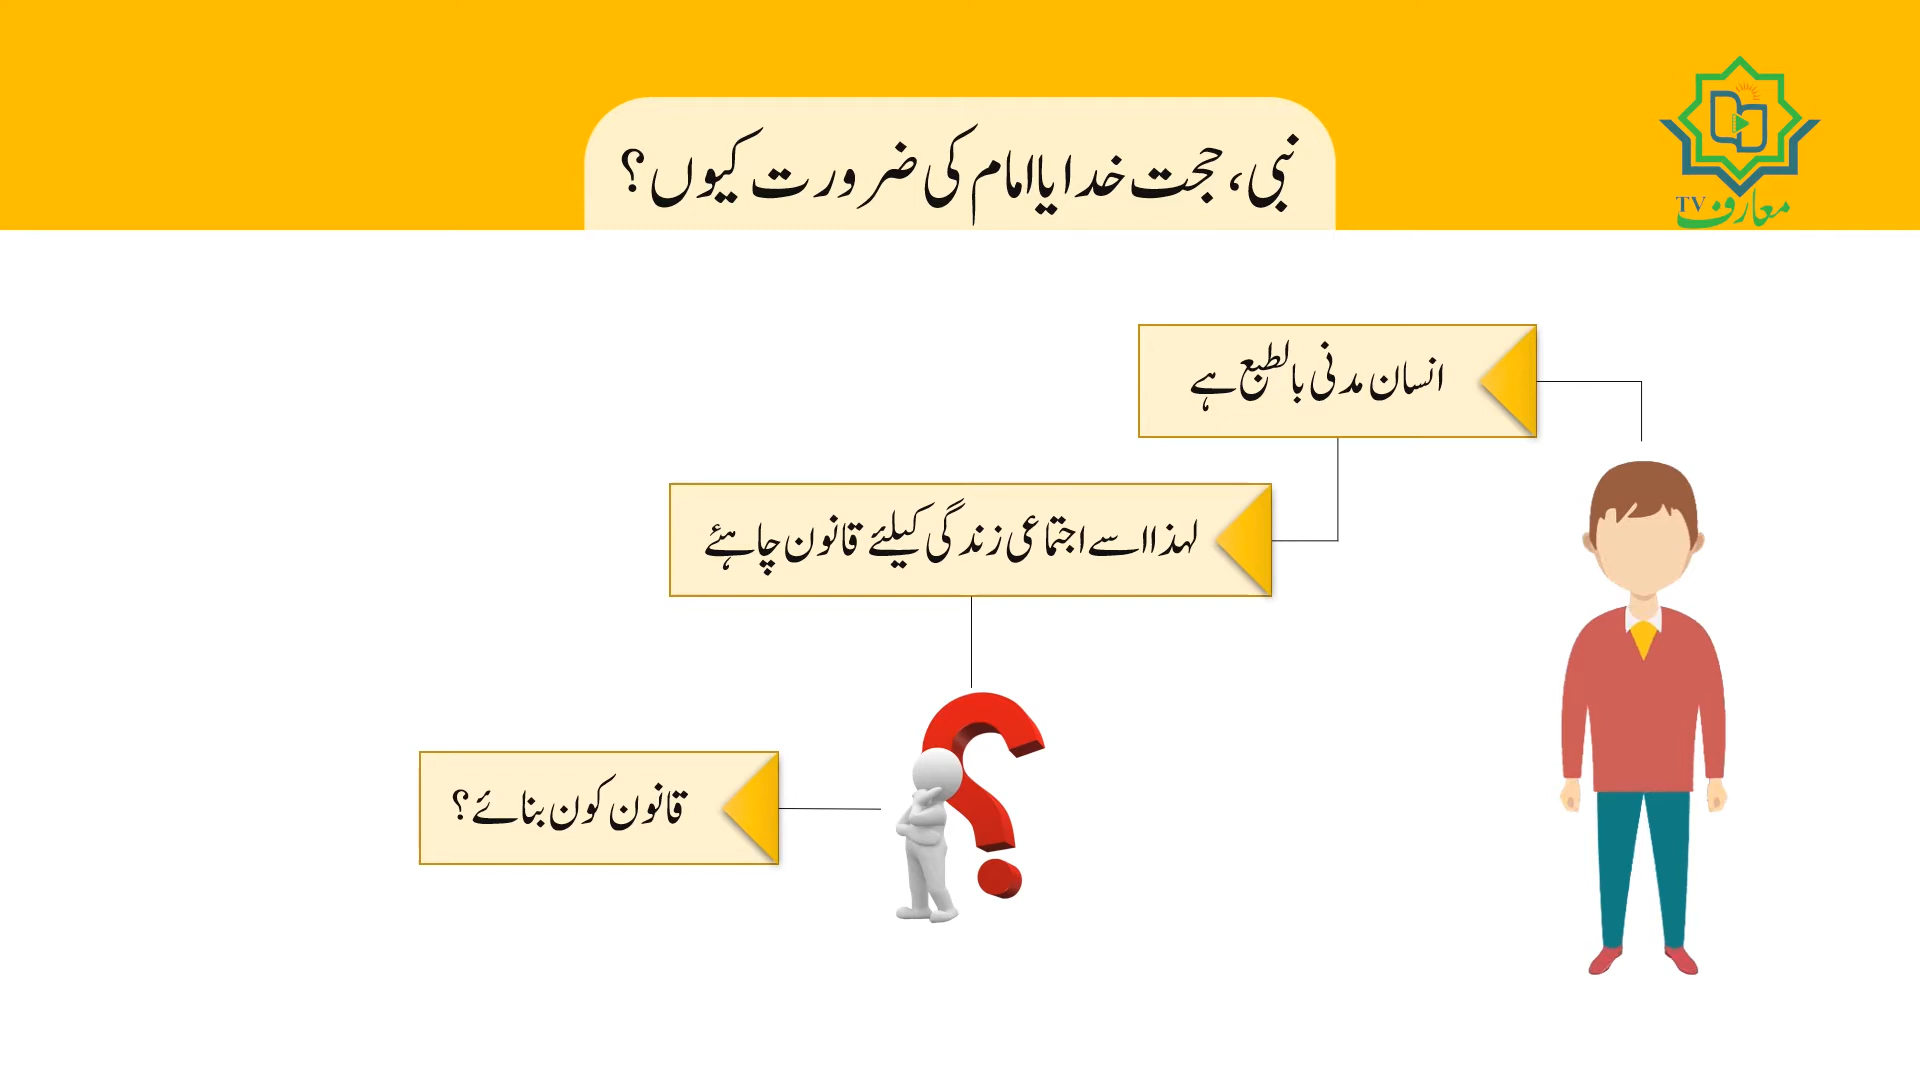 نبی، حجت خدا یا امام کی ضرورت کیوں؟
معارف TV
انسان مدنی بالطبع ہے
لہذا اسے اجتماعی زندگی کیلئے قانون چاہئے
قانون کون بنائے؟